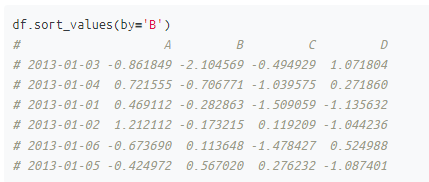 df.sort_values(by='B')
#                    A         B         C         D
# 2013-01-03 -0.861849 -2.104569 -0.494929  1.071804
# 2013-01-04  0.721555 -0.706771 -1.039575  0.271860
# 2013-01-01  0.469112 -0.282863 -1.509059 -1.135632
# 2013-01-02  1.212112 -0.173215  0.119209 -1.044236
# 2013-01-06 -0.673690  0.113648 -1.478427  0.524988
# 2013-01-05 -0.424972  0.567020  0.276232 -1.087401